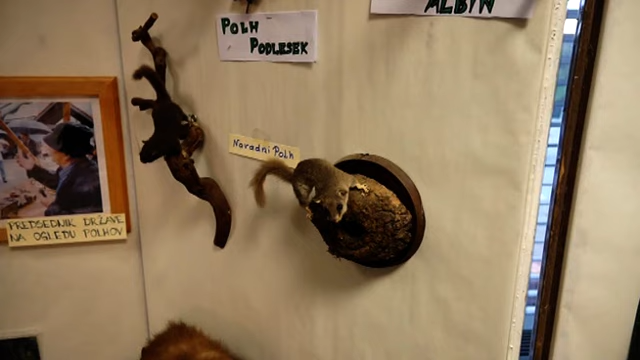 POLH
PODLESEK
ALBIN
Navadni Polh
PREDSEDNIK DRŽAVE
NA OGLEDU POLHOV